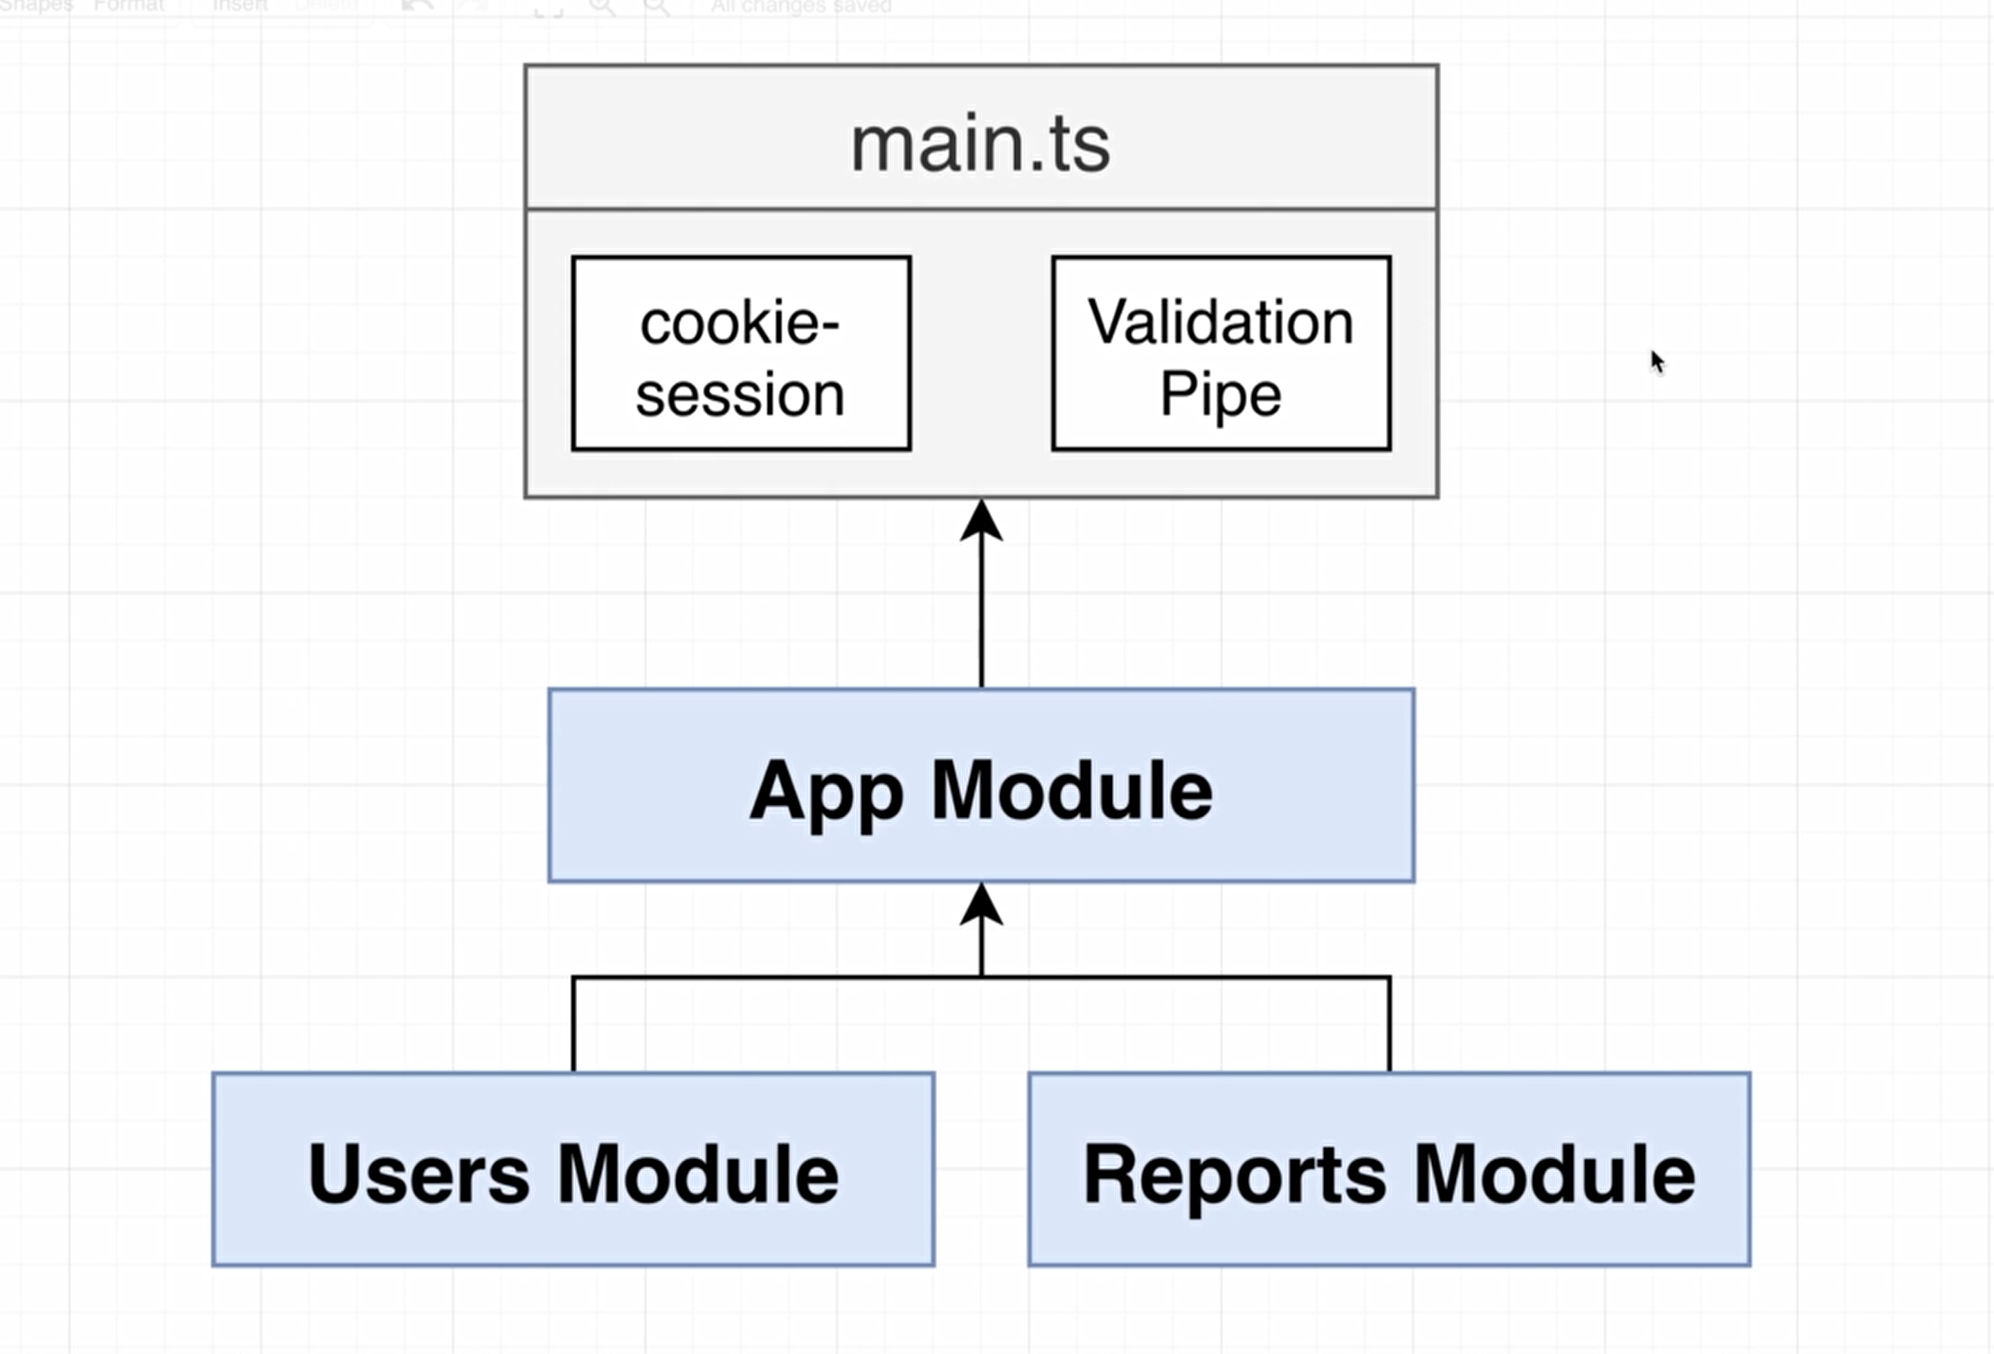 Shapes Format Insert Delete All changes saved
main.ts
cookie-
session
Validation
Pipe
App Module
Users Module
Reports Module